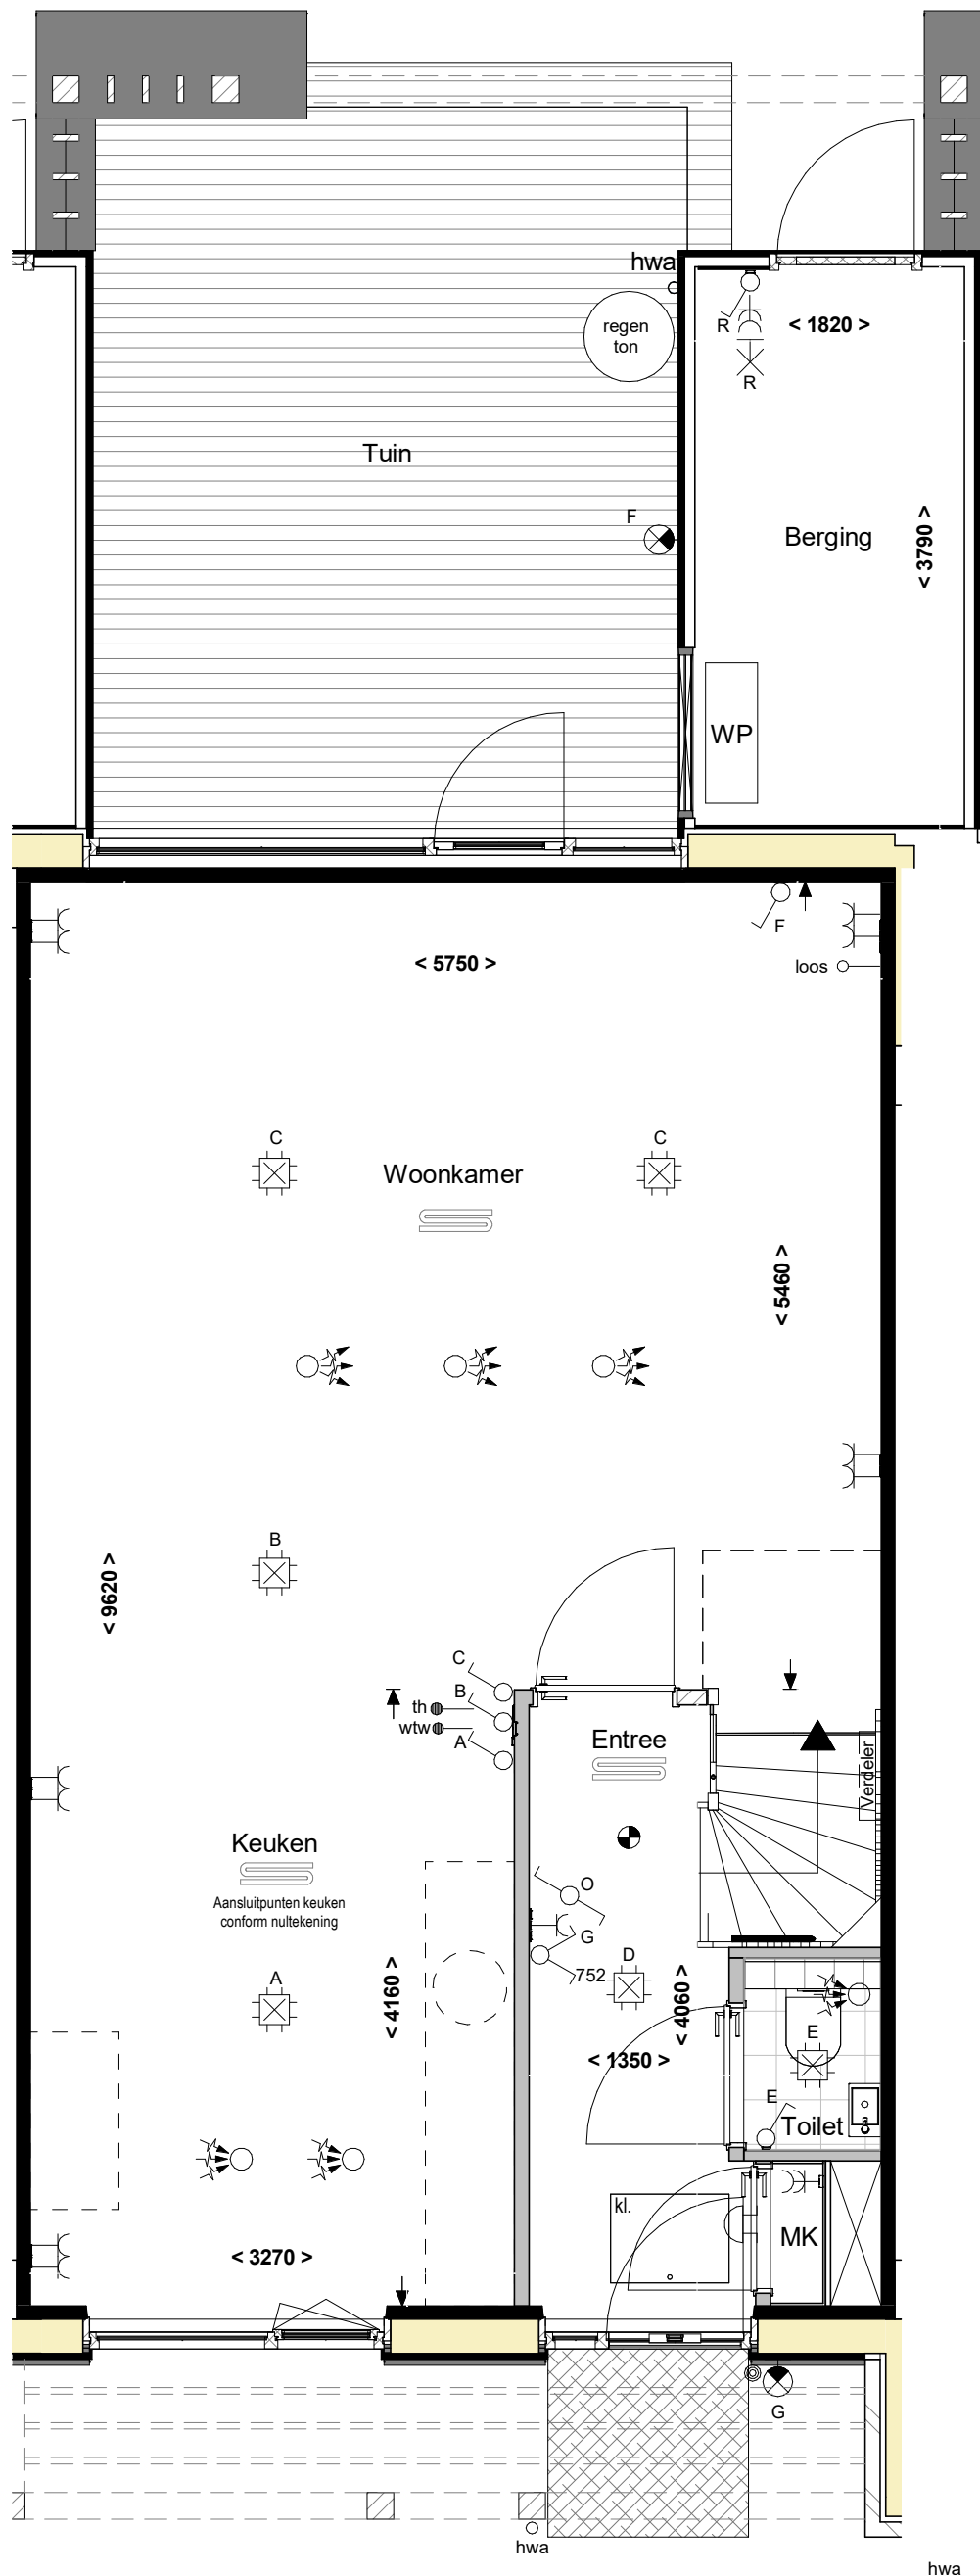 hwa
regen
ton
R
< 1820 >
R
Tuin
F
Berging
< 3790 >
WP
F
< 5750 >
loos
C
C
Woonkamer
< 5460 >
B
< 9620 >
C
B
th
wtw
A
Entree
Verdeler
Keuken
Aansluitpunten keuken
conform nultekening
O
G
752
D
A
< 4160 >
< 4060 >
E
< 1350 >
E
Toilet
kl.
MK
< 3270 >
G
hwa
hwa